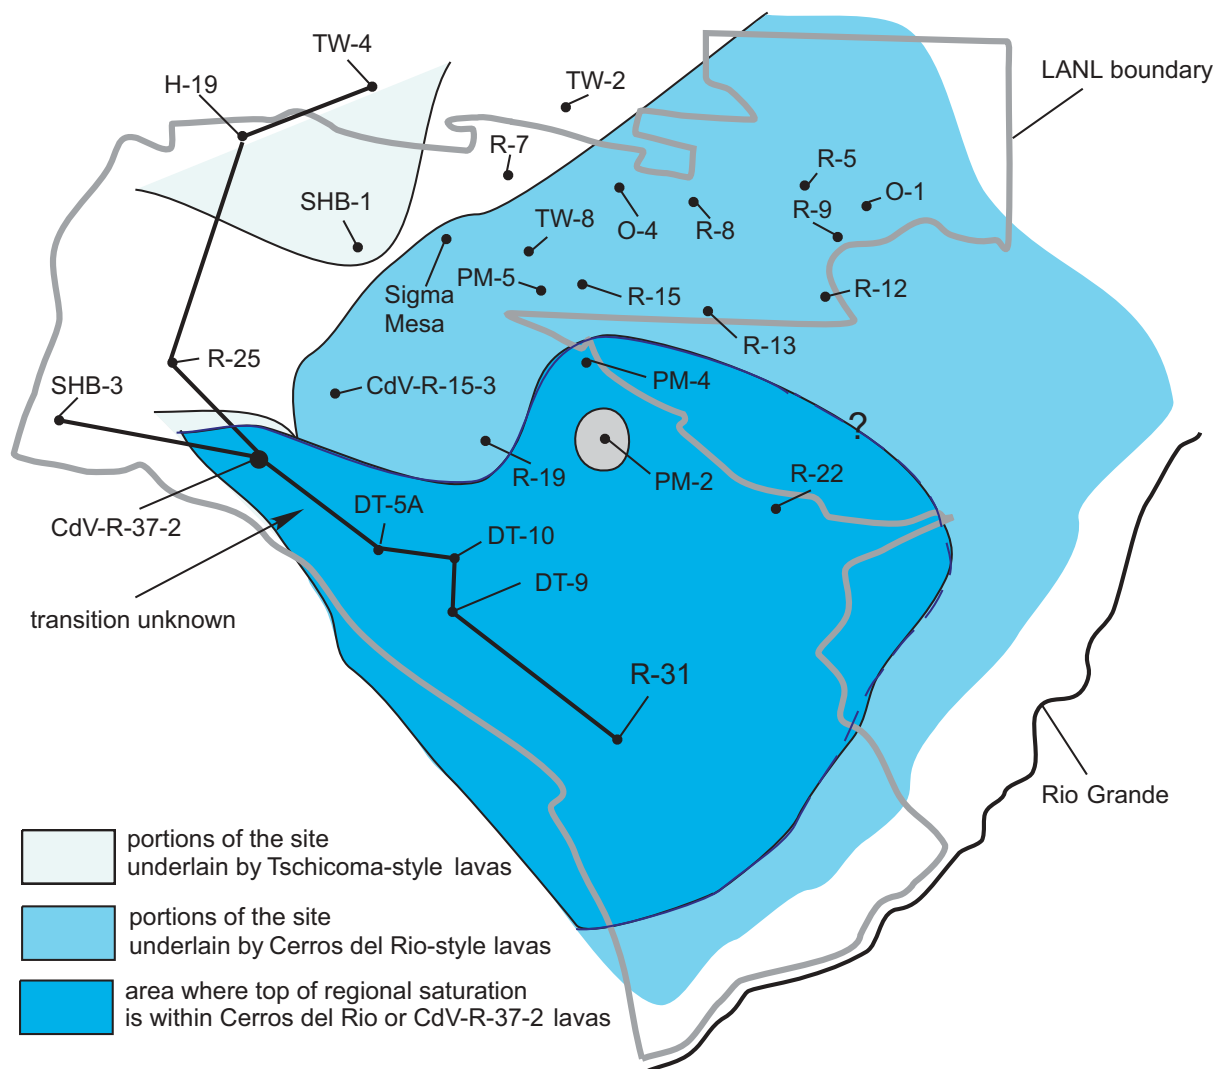 TW-4
H-19
TW-2
LANL boundary
R-7
R-5
O-1
SHB-1
R-9
TW-8
O-4
R-8
PM-5
Sigma
Mesa
R-15
R-12
R-13
R-25
SHB-3
CdV-R-15-3
PM-4
?
R-19
PM-2
R-22
DT-5A
CdV-R-37-2
DT-10
DT-9
transition unknown
R-31
Rio Grande
portions of the site
underlain by Tschicoma-style lavas
portions of the site
underlain by Cerros del Rio-style lavas
area where top of regional saturation
is within Cerros del Rio or CdV-R-37-2 lavas